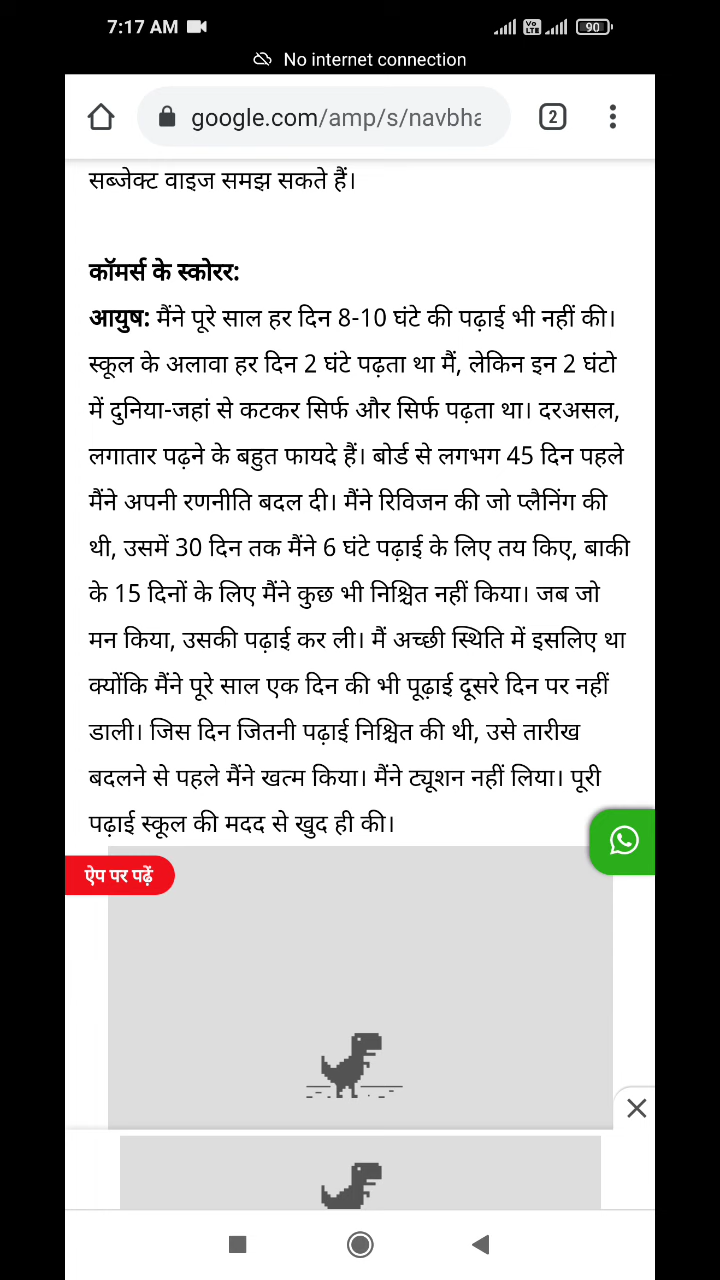 7:17 AM
Vo LTE
90
No internet connection
google.com/amp/s/navbha
2
सब्जेक्ट वाइज समझ सकते हैं।
कॉमर्स के स्कोरर:
आयुष: मैंने पूरे साल हर दिन 8-10 घंटे की पढ़ाई भी नहीं की।
स्कूल के अलावा हर दिन 2 घंटे पढ़ता था मैं, लेकिन इन 2 घंटो
में दुनिया-जहां से कटकर सिर्फ और सिर्फ पढ़ता था। दरअसल,
लगातार पढ़ने के बहुत फायदे हैं। बोर्ड से लगभग 45 दिन पहले
मैंने अपनी रणनीति बदल दी। मैंने रिविजन की जो प्लैनिंग की
थी, उसमें 30 दिन तक मैंने 6 घंटे पढ़ाई के लिए तय किए, बाकी
के 15 दिनों के लिए मैंने कुछ भी निश्चित नहीं किया। जब जो
मन किया, उसकी पढ़ाई कर ली। मैं अच्छी स्थिति में इसलिए था
क्योंकि मैंने पूरे साल एक दिन की भी पूढ़ाई दूसरे दिन पर नहीं
डाली। जिस दिन जितनी पढ़ाई निश्चित की थी, उसे तारीख
बदलने से पहले मैंने खत्म किया। मैंने ट्यूशन नहीं लिया। पूरी
पढ़ाई स्कूल की मदद से खुद ही की।
ऐप पर पढ़ें